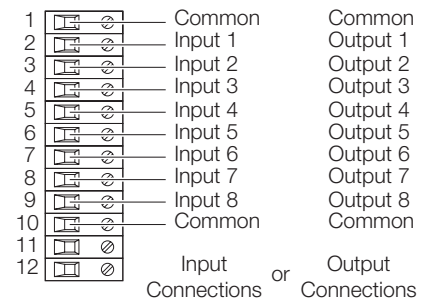 1 Common Common
2 Input 1 Output 1
3 Input 2 Output 2
4 Input 3 Output 3
5 Input 4 Output 4
6 Input 5 Output 5
7 Input 6 Output 6
8 Input 7 Output 7
9 Input 8 Output 8
10 Common Common
11
12
Input or Output
Connections Connections